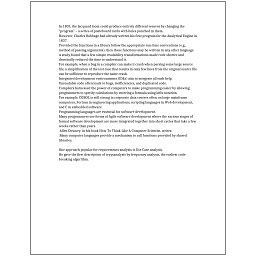 In 1801, the Jacquard loom could produce entirely different weaves by changing the
"program" – a series of pasteboard cards with holes punched in them.
However, Charles Babbage had already written his first program for the Analytical Engine in
1837.
Provided the functions in a library follow the appropriate run-time conventions (e.g.,
method of passing arguments), then these functions may be written in any other language.
A study found that a few simple readability transformations made code shorter and
drastically reduced the time to understand it.
For example, when a bug in a compiler can make it crash when parsing some large source
file, a simplification of the test case that results in only few lines from the original source file
can be sufficient to reproduce the same crash.
Integrated development environments (IDEs) aim to integrate all such help.
Unreadable code often leads to bugs, inefficiencies, and duplicated code.
Compilers harnessed the power of computers to make programming easier by allowing
programmers to specify calculations by entering a formula using infix notation.
For example, COBOL is still strong in corporate data centers often on large mainframe
computers, Fortran in engineering applications, scripting languages in Web development,
and C in embedded software.
Programming languages are essential for software development.
Many programmers use forms of Agile software development where the various stages of
formal software development are more integrated together into short cycles that take a few
weeks rather than years.
Allen Downey, in his book How To Think Like A Computer Scientist, writes:
Many computer languages provide a mechanism to call functions provided by shared
libraries.
One approach popular for requirements analysis is Use Case analysis.
He gave the first description of cryptanalysis by frequency analysis, the earliest code-
breaking algorithm.